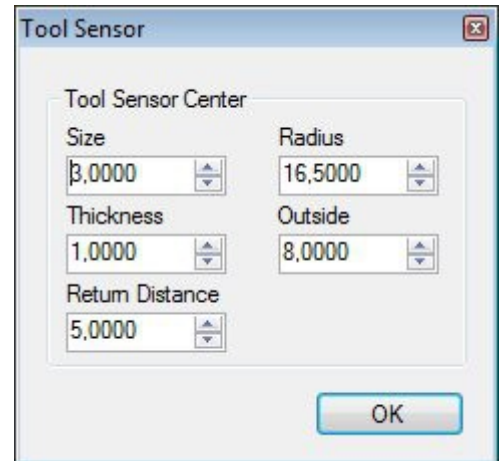 Tool Sensor
Tool Sensor Center
Size Radius
3,0000 16,5000
Thickness Outside
1,0000 8,0000
Return Distance
5,0000
OK